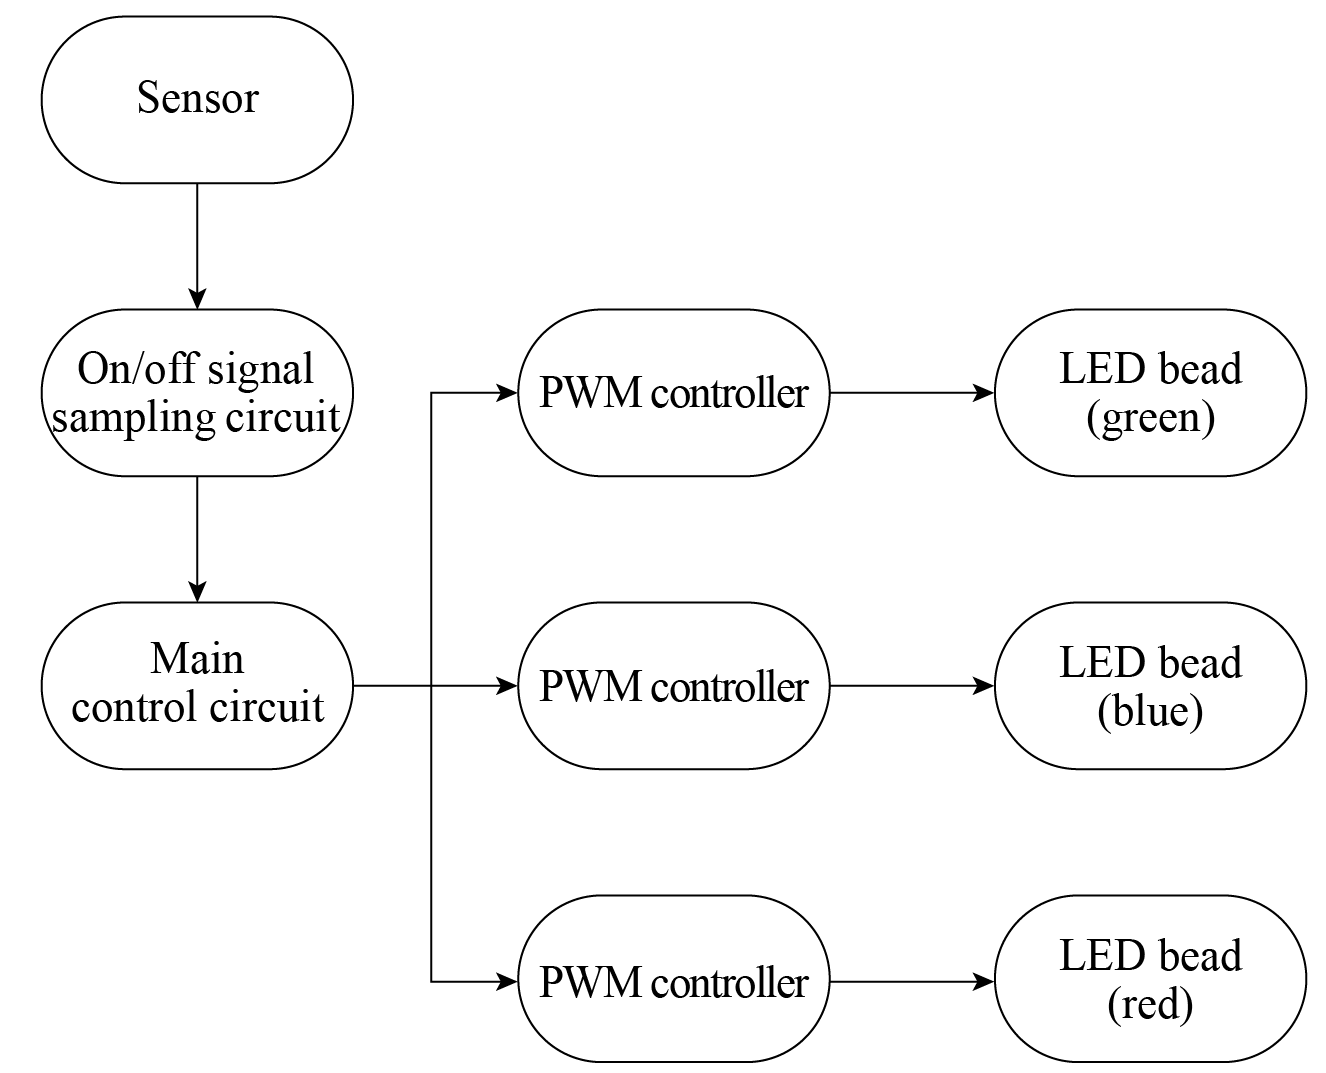 Sensor
On/off signal
sampling circuit
Main
control circuit
PWM controller
LED bead
(green)
PWM controller
LED bead
(blue)
PWM controller
LED bead
(red)